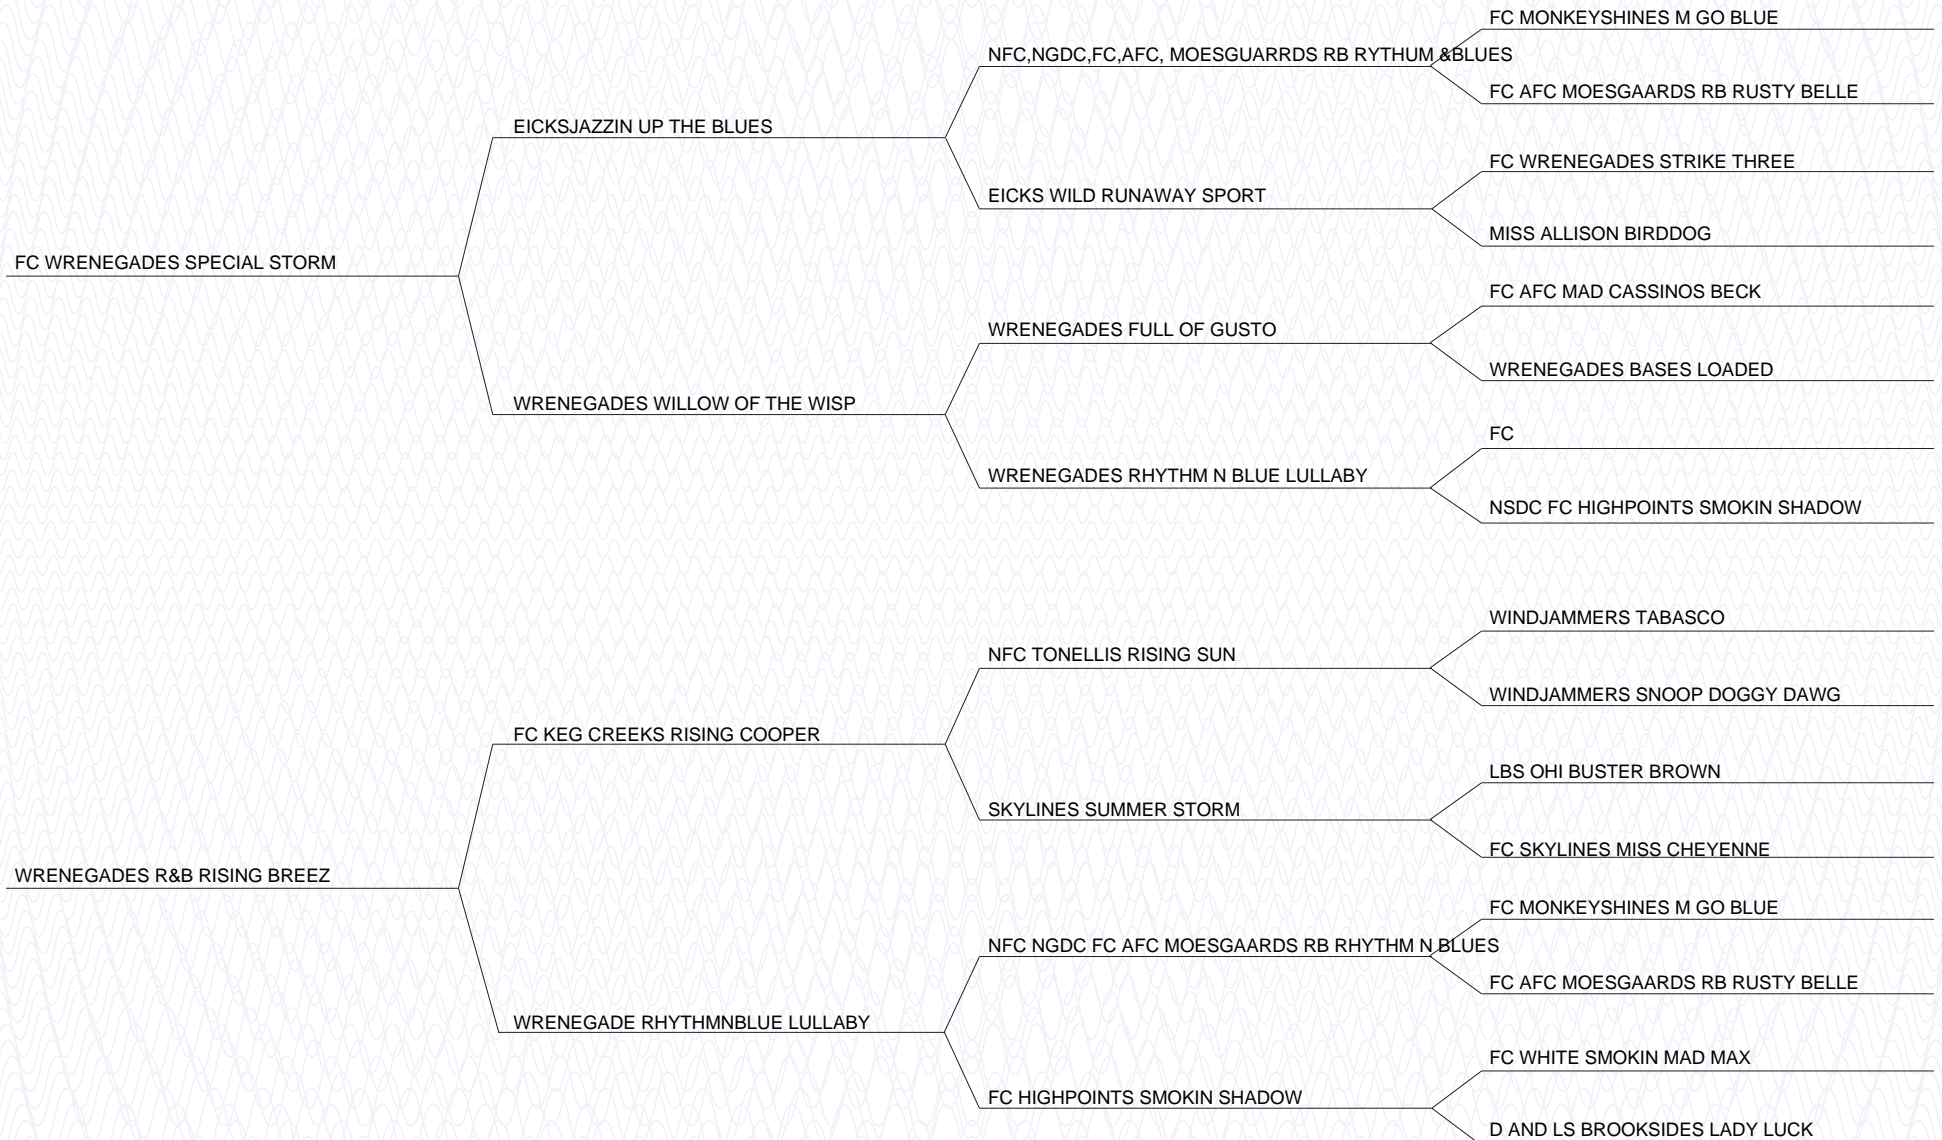 FC MONKEYSHINES M GO BLUE
NFC,NGDC,FC,AFC, MOESGUARRDS RB RYTHUM &BLUES
FC AFC MOESGAARDS RB RUSTY BELLE
EICKSJAZZIN UP THE BLUES
FC WRENEGADES STRIKE THREE
EICKS WILD RUNAWAY SPORT
MISS ALLISON BIRDDOG
FC WRENEGADES SPECIAL STORM
FC AFC MAD CASSINOS BECK
WRENEGADES FULL OF GUSTO
WRENEGADES BASES LOADED
WRENEGADES WILLOW OF THE WISP
FC
WRENEGADES RHYTHM N BLUE LULLABY
NSDC FC HIGHPOINTS SMOKIN SHADOW
WINDJAMMERS TABASCO
NFC TONELLIS RISING SUN
WINDJAMMERS SNOOP DOGGY DAWG
FC KEG CREEKS RISING COOPER
LBS OHI BUSTER BROWN
SKYLINES SUMMER STORM
FC SKYLINES MISS CHEYENNE
WRENEGADES R&B RISING BREEZ
FC MONKEYSHINES M GO BLUE
NFC NGDC FC AFC MOESGAARDS RB RHYTHM N BLUES
FC AFC MOESGAARDS RB RUSTY BELLE
WRENEGADE RHYTHMNBLUE LULLABY
FC WHITE SMOKIN MAD MAX
FC HIGHPOINTS SMOKIN SHADOW
D AND LS BROOKSIDES LADY LUCK